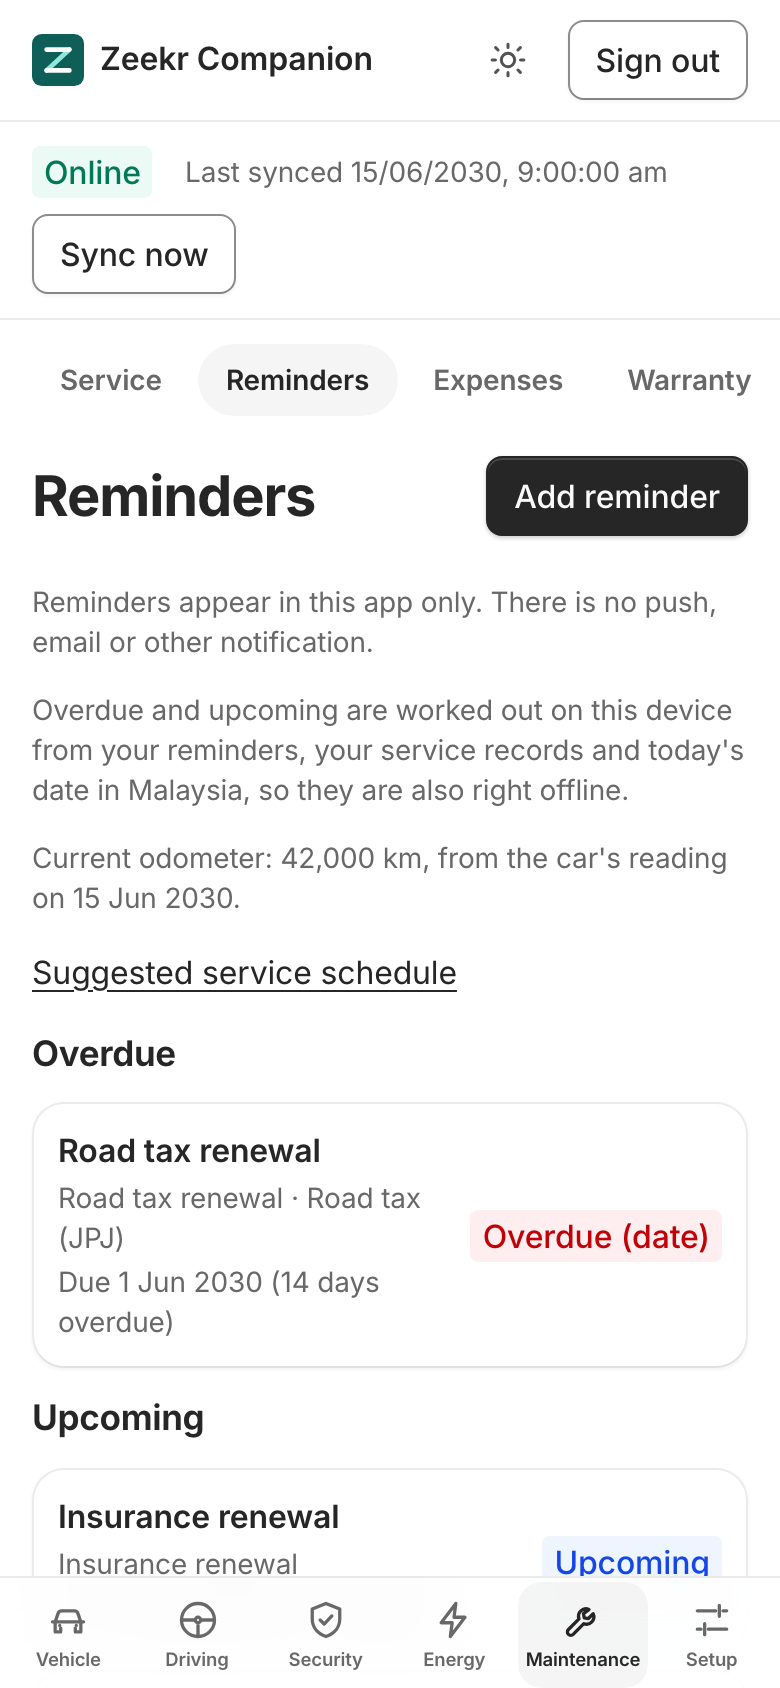 Z Zeekr Companion
Sign out
Online
Last synced 15/06/2030, 9:00:00 am
Sync now
Service
Reminders
Expenses
Warranty
Reminders
Add reminder
Reminders appear in this app only. There is no push,
email or other notification.
Overdue and upcoming are worked out on this device
from your reminders, your service records and today's
date in Malaysia, so they are also right offline.
Current odometer: 42,000 km, from the car's reading
on 15 Jun 2030.
Suggested service schedule
Overdue
Road tax renewal
Road tax renewal · Road tax
(JPJ)
Due 1 Jun 2030 (14 days
overdue)
Overdue (date)
Upcoming
Insurance renewal
Insurance renewal
Upcoming
Vehicle
Driving
Security
Energy
Maintenance
Setup